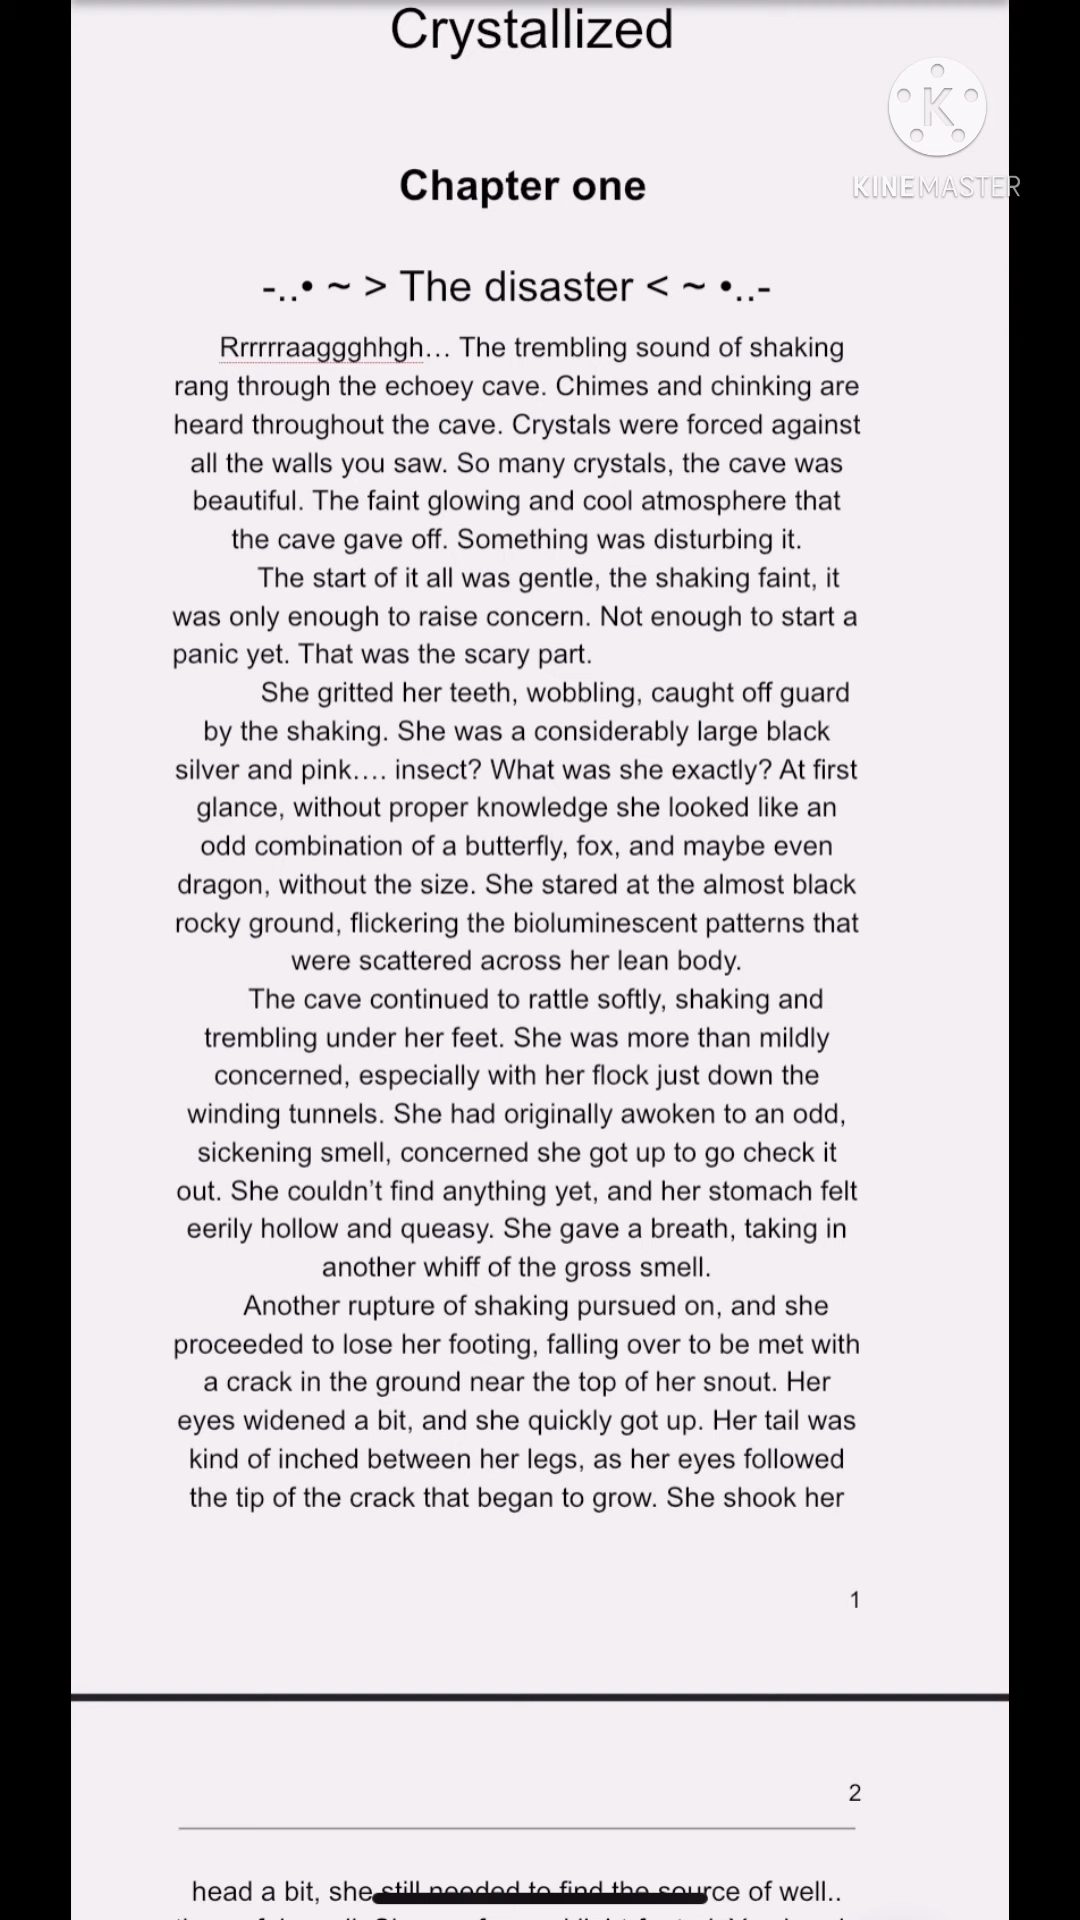 Crystallized
K
KINEMASTER
Chapter one
-..• ~ > The disaster < ~ •..-
Rrrrrraaggghhgh... The trembling sound of shaking
rang through the echoey cave. Chimes and chinking are
heard throughout the cave. Crystals were forced against
all the walls you saw. So many crystals, the cave was
beautiful. The faint glowing and cool atmosphere that
the cave gave off. Something was disturbing it.
The start of it all was gentle, the shaking faint, it
was only enough to raise concern. Not enough to start a
panic yet. That was the scary part.
She gritted her teeth, wobbling, caught off guard
by the shaking. She was a considerably large black
silver and pink.... insect? What was she exactly? At first
glance, without proper knowledge she looked like an
odd combination of a butterfly, fox, and maybe even
dragon, without the size. She stared at the almost black
rocky ground, flickering the bioluminescent patterns that
were scattered across her lean body.
The cave continued to rattle softly, shaking and
trembling under her feet. She was more than mildly
concerned, especially with her flock just down the
winding tunnels. She had originally awoken to an odd,
sickening smell, concerned she got up to go check it
out. She couldn't find anything yet, and her stomach felt
eerily hollow and queasy. She gave a breath, taking in
another whiff of the gross smell.
Another rupture of shaking pursued on, and she
proceeded to lose her footing, falling over to be met with
a crack in the ground near the top of her snout. Her
eyes widened a bit, and she quickly got up. Her tail was
kind of inched between her legs, as her eyes followed
the tip of the crack that began to grow. She shook her
1
2
head a bit, she still needed to find the source of well..